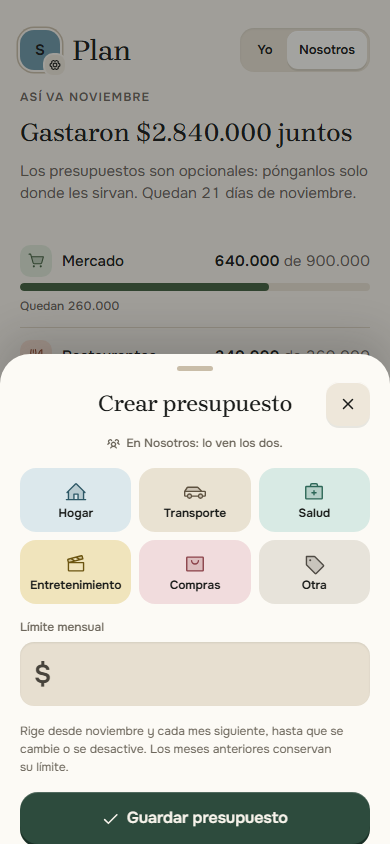 S
Plan
Yo
Nosotros
ASÍ VA NOVIEMBRE
Gastaron $2.840.000 juntos
Los presupuestos son opcionales: pónganlos solo
donde les sirvan. Quedan 21 días de noviembre.
Mercado
640.000 de 900.000
Quedan 260.000
Crear presupuesto
En Nosotros: lo ven los dos.
Hogar
Transporte
Salud
Entretenimiento
Compras
Otra
Límite mensual
$
Rige desde noviembre y cada mes siguiente, hasta que se
cambie o se desactive. Los meses anteriores conservan
su límite.
Guardar presupuesto